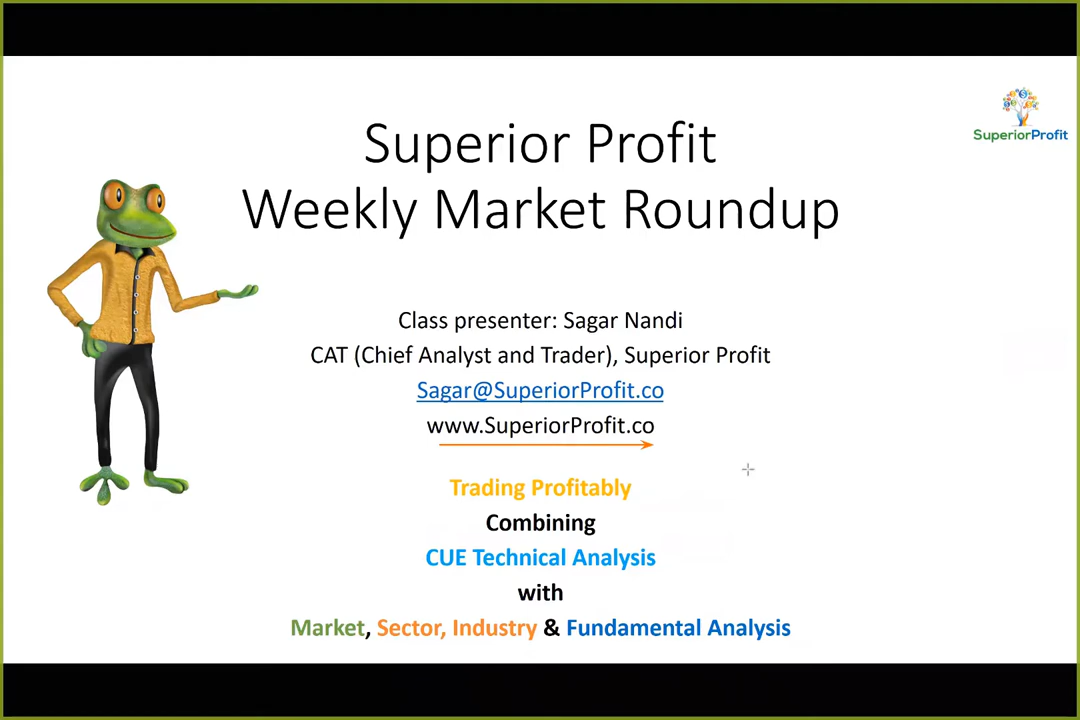 SuperiorProfit
Superior Profit
Weekly Market Roundup
Class presenter: Sagar Nandi
CAT (Chief Analyst and Trader), Superior Profit
Sagar@SuperiorProfit.co
www.SuperiorProfit.co
Trading Profitably
Combining
CUE Technical Analysis
with
Market, Sector, Industry & Fundamental Analysis